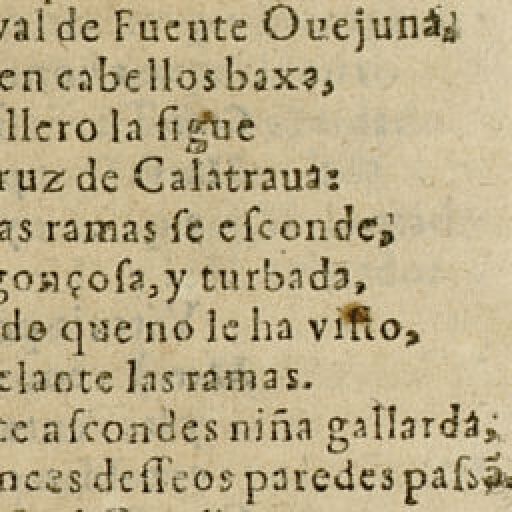 val de Fuente Ouejuna,
en cabellos baxa,
llero la ſigue
ruz de Calatraua:
as ramas ſe eſconde,
gonçoſa, y turbada,
do que no le ha viſto,
elante las ramas.
te aſcondes niña gallarda,
nces deſſeos paredes paſsã.